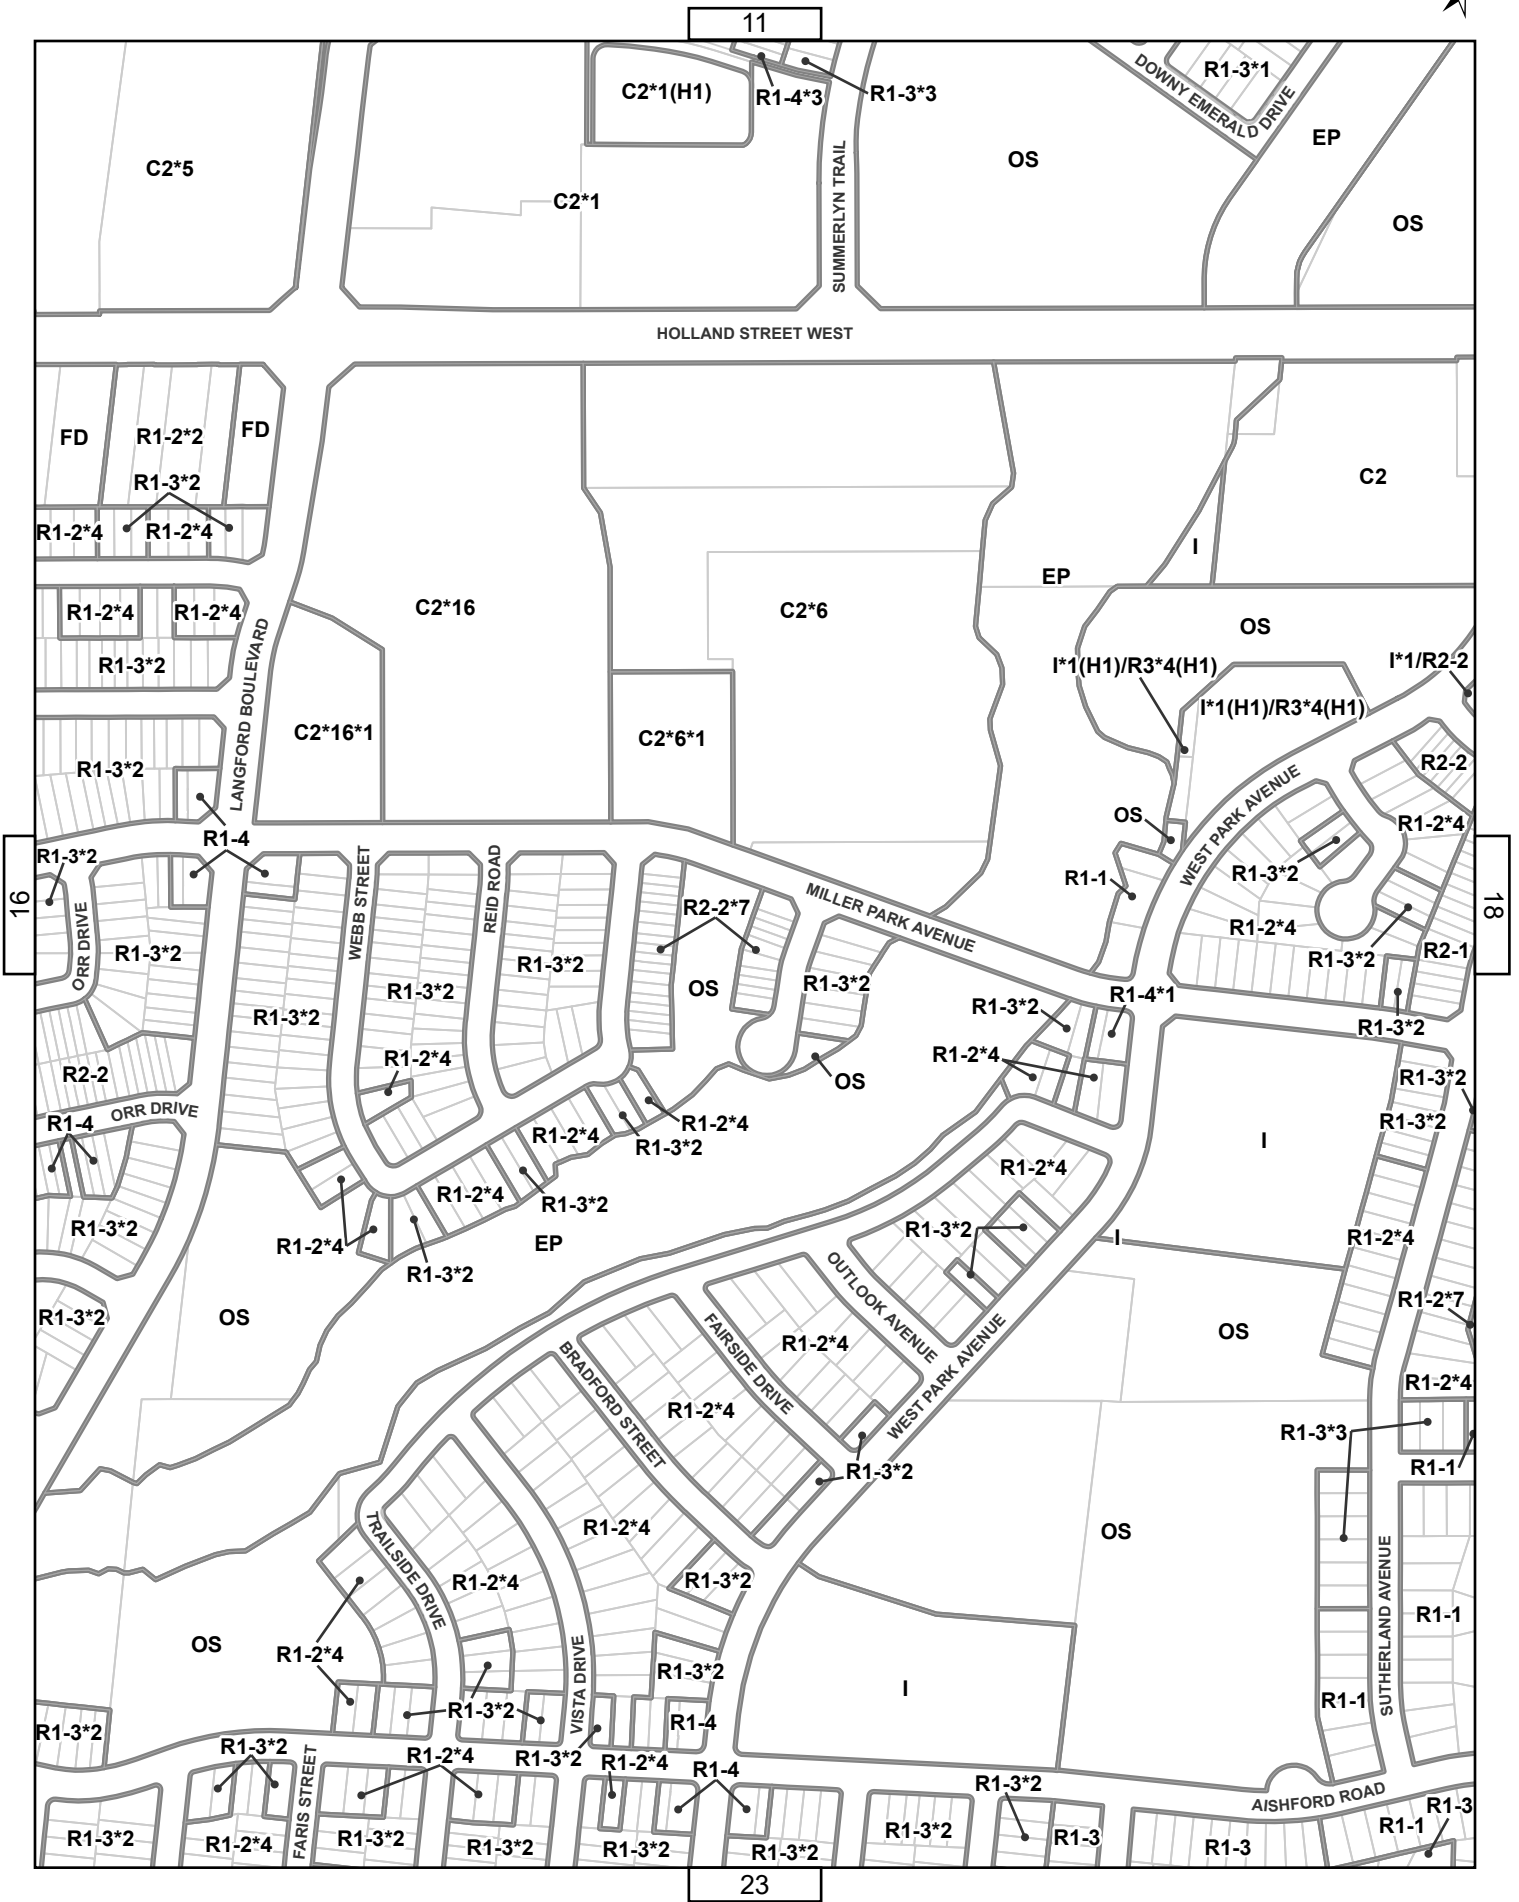 11
R1-3*1
C2*1(H1)
R1-4*3
R1-3*3
DOWNY EMERALD DRIVE
EP
C2*5
OS
C2*1
SUMMERLYN TRAIL
OS
HOLLAND STREET WEST
FD
R1-2*2
FD
R1-3*2
R1-2*4
R1-2*4
C2
I
EP
R1-2*4
R1-2*4
C2*16
C2*6
OS
R1-3*2
I*1(H1)/R3*4(H1)
I*1/R2-2
LANGFORD BOULEVARD
I*1(H1)/R3*4(H1)
C2*16*1
C2*6*1
R1-3*2
R2-2
WEST PARK AVENUE
OS
R1-2*4
R1-4
R1-3*2
R1-3*2
R1-1
16
18
WEBB STREET
REID ROAD
MILLER PARK AVENUE
R2-2*7
ORR DRIVE
R1-2*4
R1-3*2
R1-3*2
R1-3*2
R2-1
R1-3*2
OS
R1-3*2
R1-3*2
R1-4*1
R1-3*2
R1-3*2
R1-3*2
R1-2*4
R1-2*4
R2-2
OS
R1-3*2
ORR DRIVE
R1-4
R1-2*4
R1-3*2
R1-2*4
R1-3*2
I
R1-2*4
R1-2*4
R1-3*2
R1-3*2
R1-3*2
R1-2*4
EP
I
R1-2*4
R1-3*2
OUTLOOK AVENUE
R1-3*2
OS
R1-2*7
OS
FAIRSIDE DRIVE
R1-2*4
WEST PARK AVENUE
BRADFORD STREET
R1-2*4
R1-2*4
R1-3*3
R1-3*2
R1-1
TRAILSIDE DRIVE
R1-2*4
OS
R1-2*4
R1-3*2
SUTHERLAND AVENUE
R1-1
OS
R1-2*4
R1-3*2
VISTA DRIVE
I
R1-1
R1-3*2
R1-4
R1-3*2
R1-3*2
R1-2*4
R1-3*2
R1-2*4
R1-4
R1-3*2
AISHFORD ROAD
FARIS STREET
R1-3
R1-1
R1-3*2
R1-2*4
R1-3*2
R1-3*2
R1-3*2
R1-3*2
R1-3*2
R1-3
R1-3
23